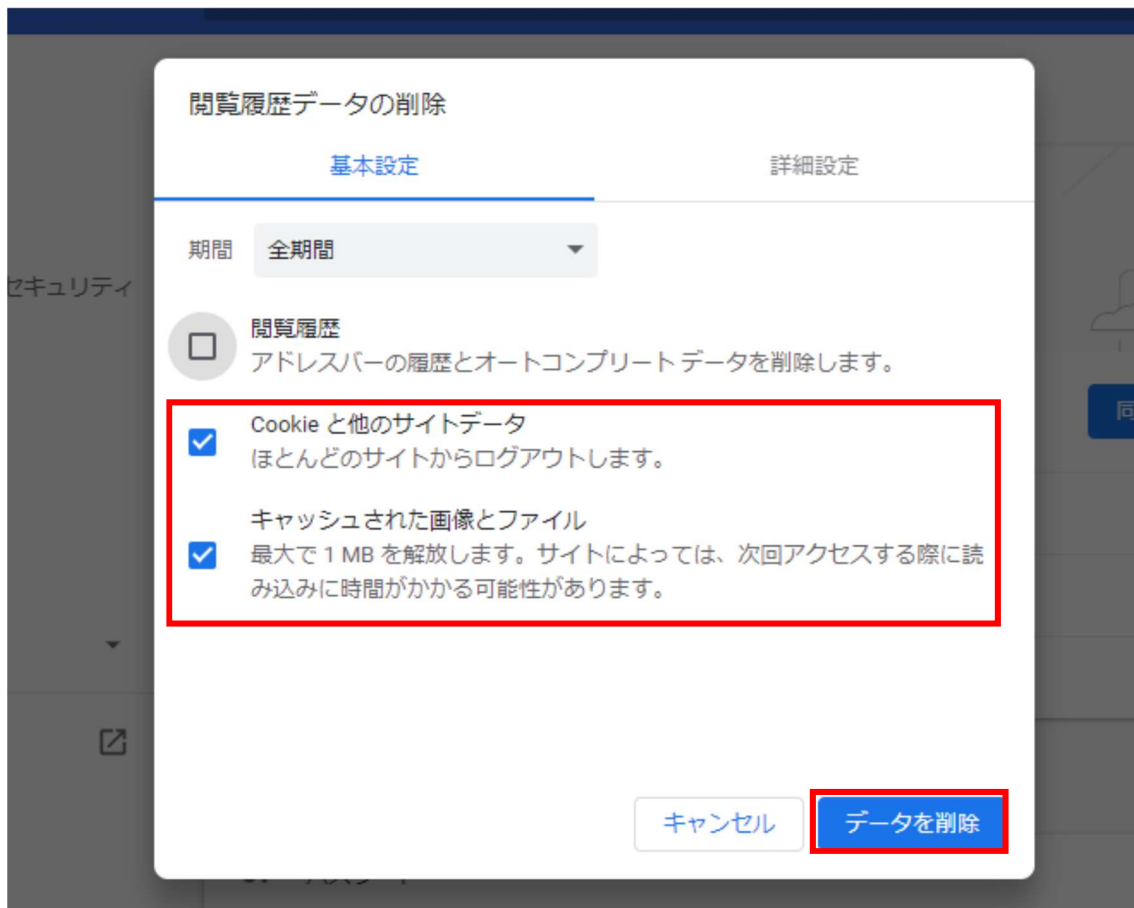 閲覧履歴データの削除
基本設定
詳細設定
期間
全期間
セキュリティ
閲覧履歴
アドレスバーの履歴とオートコンプリート データを削除します。
Cookie と他のサイトデータ
ほとんどのサイトからログアウトします。
キャッシュされた画像とファイル
最大で 1 MB を解放します。サイトによっては、次回アクセスする際に読
み込みに時間がかかる可能性があります。
キャンセル
データを削除